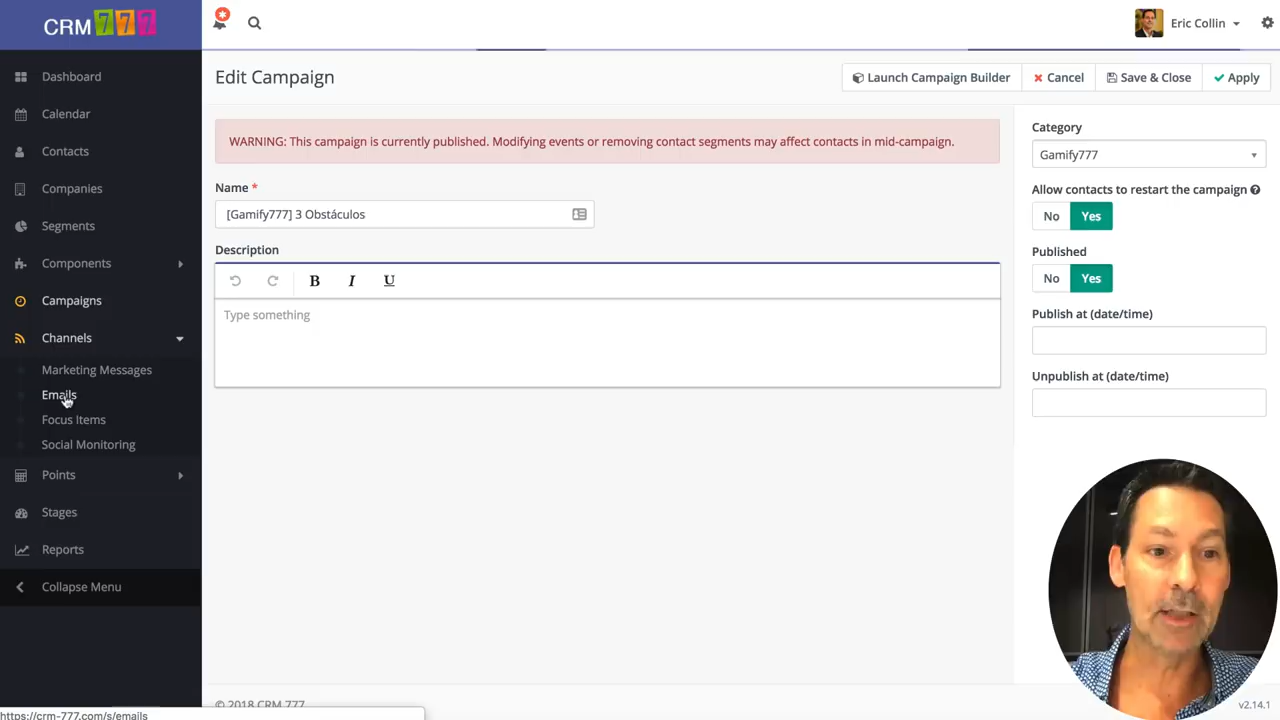 CRM 777
Eric Collin
Dashboard
Calendar
Contacts
Companies
Segments
Components
Campaigns
Channels
Marketing Messages
Emails
Focus Items
Social Monitoring
Points
Stages
Reports
Collapse Menu
Edit Campaign
Launch Campaign Builder
Cancel
Save & Close
Apply
WARNING: This campaign is currently published. Modifying events or removing contact segments may affect contacts in mid-campaign.
Name *
[Gamify777] 3 Obstáculos
Description
B I U
Type something
Category
Gamify777
Allow contacts to restart the campaign
No Yes
Published
No Yes
Publish at (date/time)
Unpublish at (date/time)
© 2018 CRM 777
v2.14.1
https://crm-777.com/s/emails